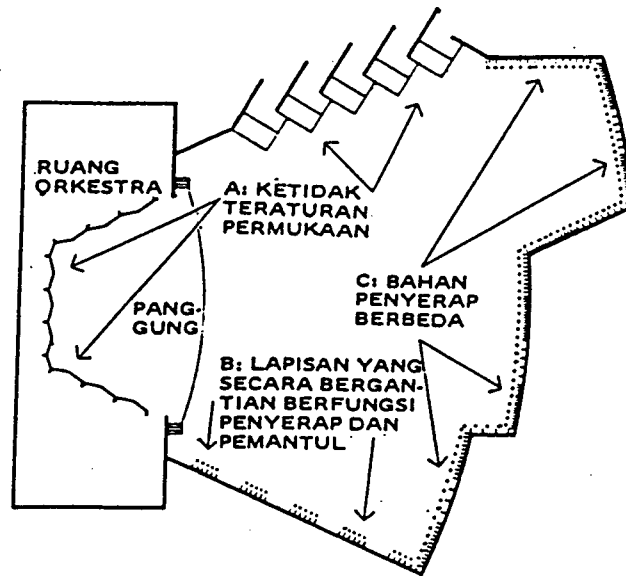 RUANG
ORKESTRA
A: KETIDAK
TERATURAN
PERMUKAAN
PANG-
GUNG
C: BAHAN
PENYERAP
BERBEDA
B: LAPISAN YANG
SECARA BERGAN-
TIAN BERFUNGSI
PENYERAP DAN
PEMANTUL